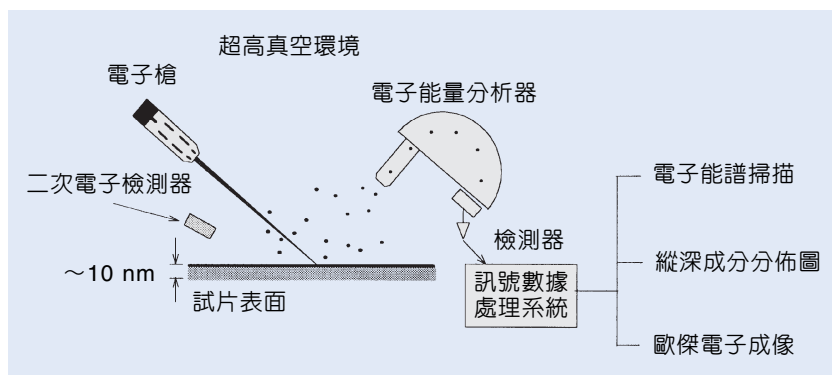 超高真空環境
電子槍
電子能量分析器
二次電子檢測器
電子能譜掃描
檢測器
～10 nm
試片表面
訊號數據
處理系統
縱深成分分佈圖
歐傑電子成像